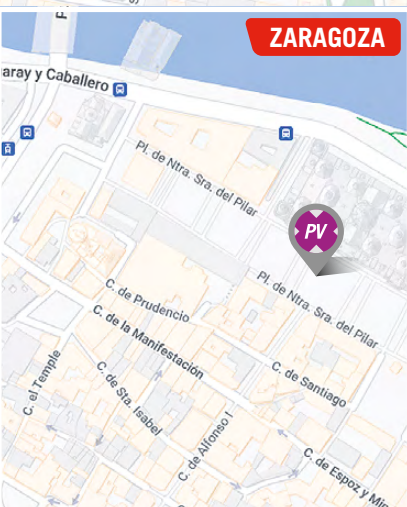 ZARAGOZA
aray y Caballero
Pl. de Ntra. Sra. del Pilar
PV
Pl. de Ntra. Sra. del Pilar
C. de Prudencio
C. de la Manifestación
C. de Santiago
C. el Temple
C. de Sta. Isabel
C. de Alfonso I
C. de Espoz y Min